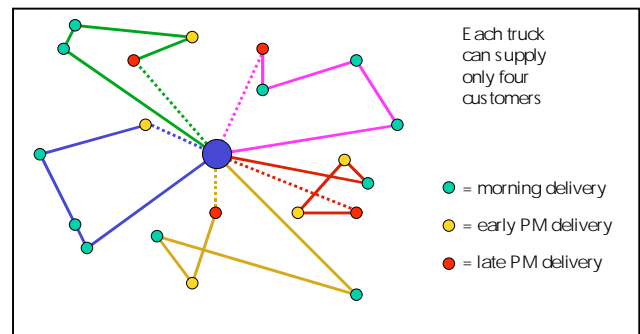 Each truck
can supply
only four
customers
= morning delivery
= early PM delivery
= late PM delivery